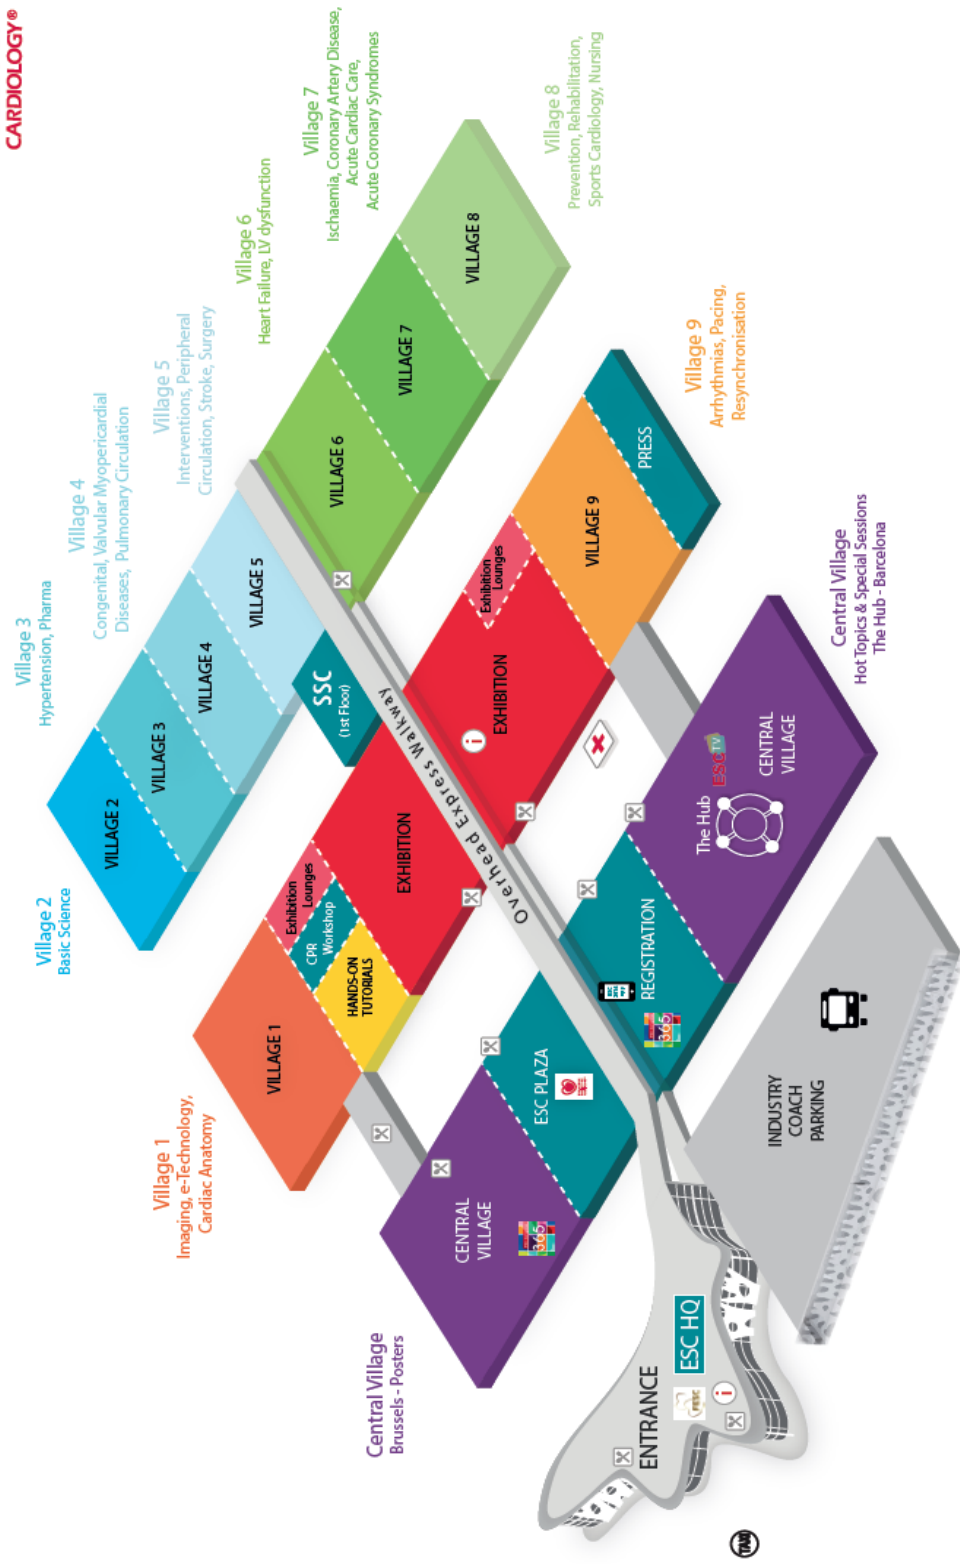 CARDIOLOGY®
Village 2
Basic Science
Village 3
Hypertension, Pharma
Village 4
Congenital, Valvular Myopericardial
Diseases, Pulmonary Circulation
Village 5
Interventions, Peripheral
Circulation, Stroke, Surgery
Village 6
Heart Failure, LV dysfunction
Village 7
Ischaemia, Coronary Artery Disease,
Acute Cardiac Care,
Acute Coronary Syndromes
Village 8
Prevention, Rehabilitation,
Sports Cardiology, Nursing
VILLAGE 2
VILLAGE 3
VILLAGE 4
VILLAGE 5
VILLAGE 6
VILLAGE 7
VILLAGE 8
SSC
(1st Floor)
Village 1
Imaging, e-Technology,
Cardiac Anatomy
VILLAGE 1
Exhibition
Lounges
CPR
Workshop
HANDS-ON
TUTORIALS
EXHIBITION
Overhead Express Walkway
EXHIBITION
i
Exhibition
Lounges
VILLAGE 9
PRESS
Village 9
Arrhythmias, Pacing,
Resynchronisation
Central Village
Brussels - Posters
CENTRAL
VILLAGE
365
ESC PLAZA
REGISTRATION
365
The Hub
ESC TV
CENTRAL
VILLAGE
Central Village
Hot Topics & Special Sessions
The Hub - Barcelona
ENTRANCE
ESC HQ
FESC
i
INDUSTRY
COACH
PARKING
TAXI